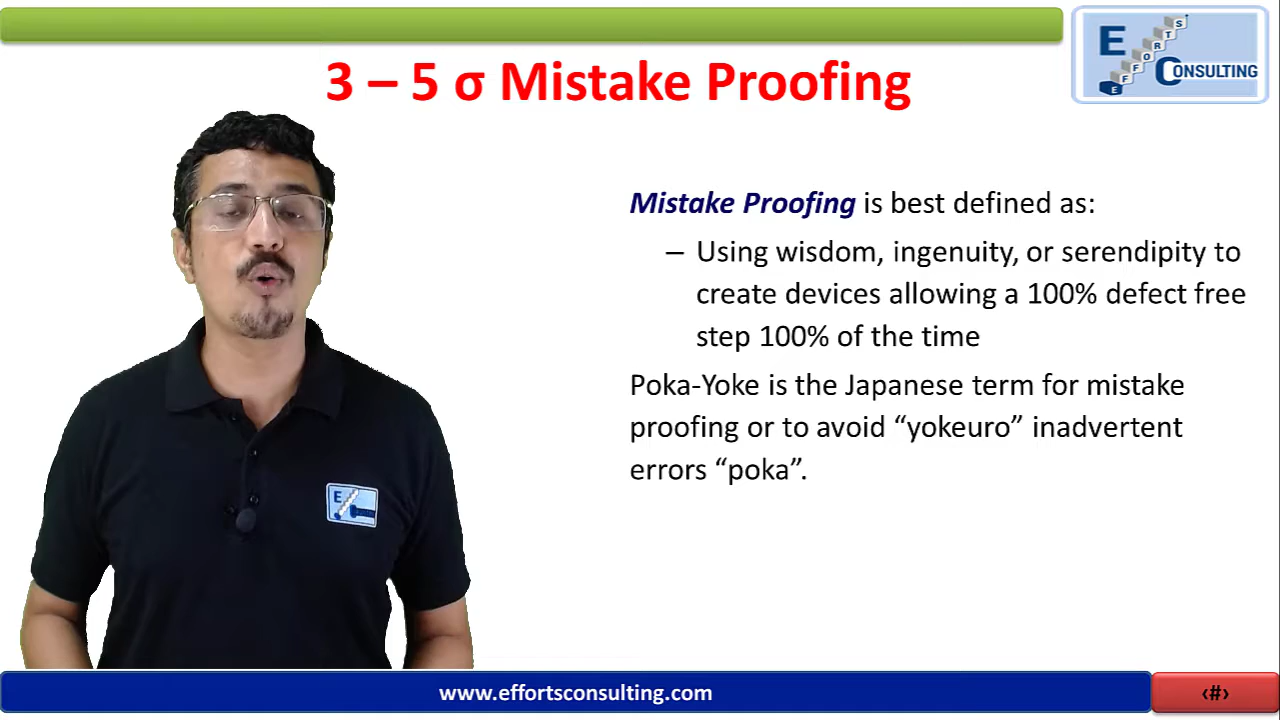 3 – 5 σ Mistake Proofing
E
EFFORTS
CONSULTING
Mistake Proofing is best defined as:
– Using wisdom, ingenuity, or serendipity to
create devices allowing a 100% defect free
step 100% of the time
Poka-Yoke is the Japanese term for mistake
proofing or to avoid “yokeuro” inadvertent
errors “poka”.
E
www.effortsconsulting.com
‹#›